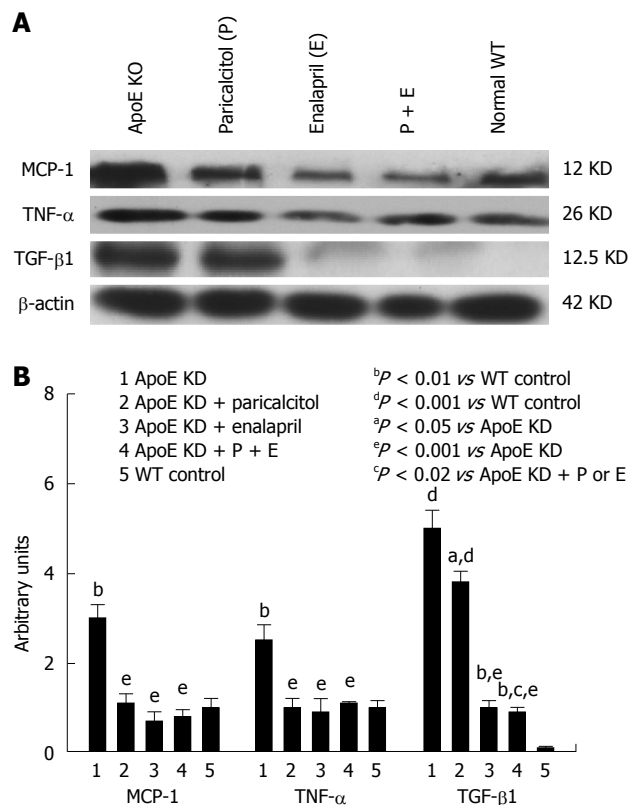 A
ApoE KO
Paricalcitol (P)
Enalapril (E)
P + E
Normal WT
MCP-1 12 KD
TNF-α 26 KD
TGF-β1 12.5 KD
β-actin 42 KD
B
1 ApoE KD
2 ApoE KD + paricalcitol
3 ApoE KD + enalapril
4 ApoE KD + P + E
5 WT control
ᵇP < 0.01 vs WT control
ᵈP < 0.001 vs WT control
ᵃP < 0.05 vs ApoE KD
ᵉP < 0.001 vs ApoE KD
ᶜP < 0.02 vs ApoE KD + P or E
Arbitrary units
8
6
4
2
0
b e e e
b e e e
d a,d b,e b,c,e
1 2 3 4 5 1 2 3 4 5 1 2 3 4 5
MCP-1 TNF-α TGF-β1